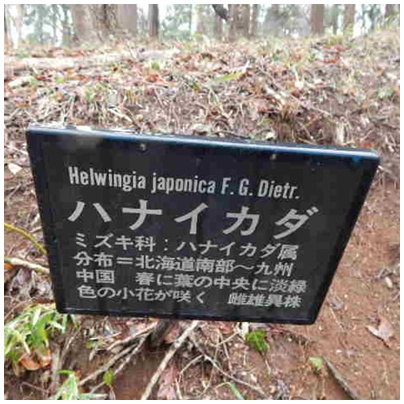 Helwingia japonica F. G. Dietr.
ハナイカダ
ミズキ科：ハナイカダ属
分布＝北海道南部～九州
中国　春に葉の中央に淡緑
色の小花が咲く　雌雄異株